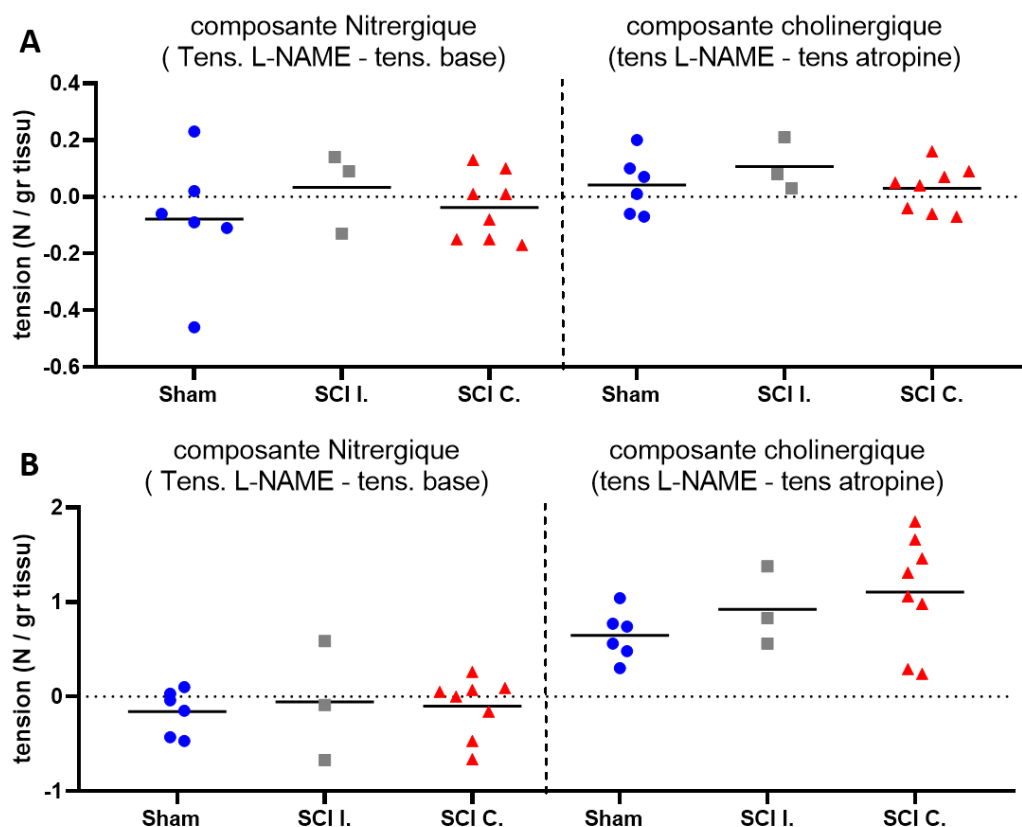 A
composante Nitrergique
( Tens. L-NAME - tens. base)
composante cholinergique
(tens L-NAME - tens atropine)
tension (N / gr tissu)
0.4
0.2
0.0
-0.2
-0.4
-0.6
Sham
SCI I.
SCI C.
Sham
SCI I.
SCI C.
B
composante Nitrergique
( Tens. L-NAME - tens. base)
composante cholinergique
(tens L-NAME - tens atropine)
tension (N / gr tissu)
2
1
0
-1
Sham
SCI I.
SCI C.
Sham
SCI I.
SCI C.